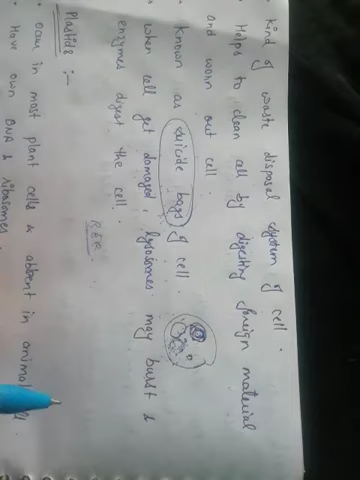 kind of waste disposal system of cell.
Helps to clean cell by digesting foreign material
and worn out cell.
known as suicide bags of cell.
when cell get damaged, lysosomes may burst &
enzymes digest the cell.
Plastids :-
• Occur in most plant cells & absent in animal
• Have own DNA & ribosomes.